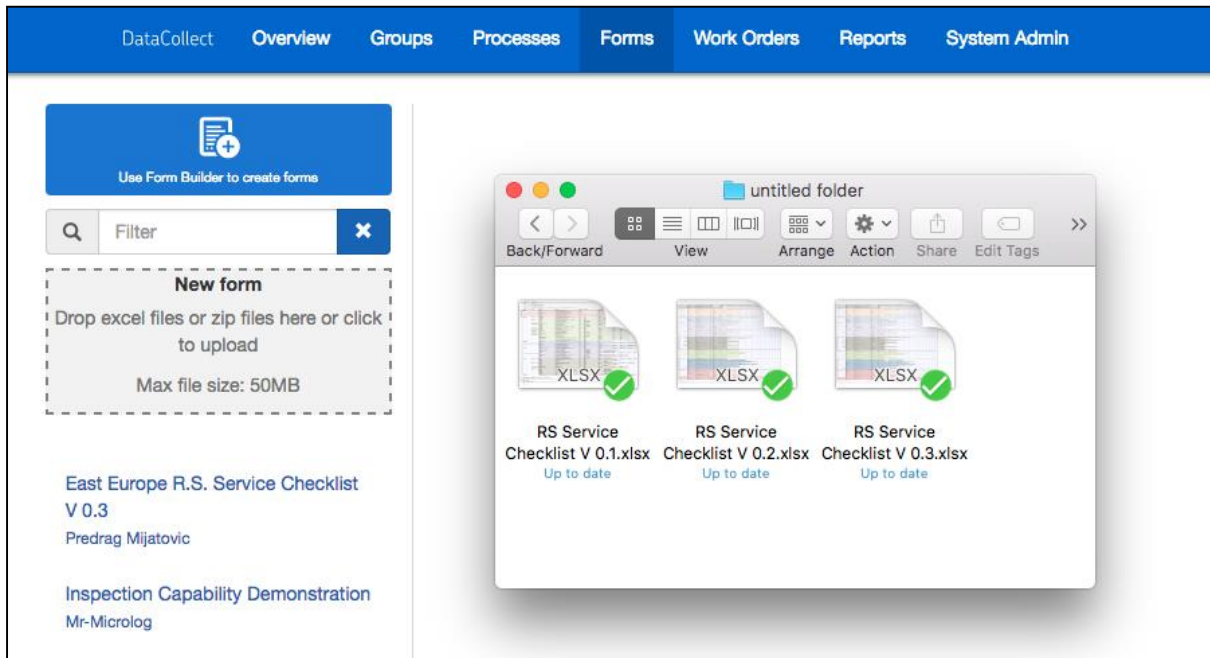 DataCollect Overview Groups Processes Forms Work Orders Reports System Admin
Use Form Builder to create forms
Filter
New form
Drop excel files or zip files here or click
to upload
Max file size: 50MB
East Europe R.S. Service Checklist
V 0.3
Predrag Mijatovic
Inspection Capability Demonstration
Mr-Microlog
untitled folder
Back/Forward View Arrange Action Share Edit Tags
XLSX XLSX XLSX
RS Service RS Service RS Service
Checklist V 0.1.xlsx Checklist V 0.2.xlsx Checklist V 0.3.xlsx
Up to date Up to date Up to date